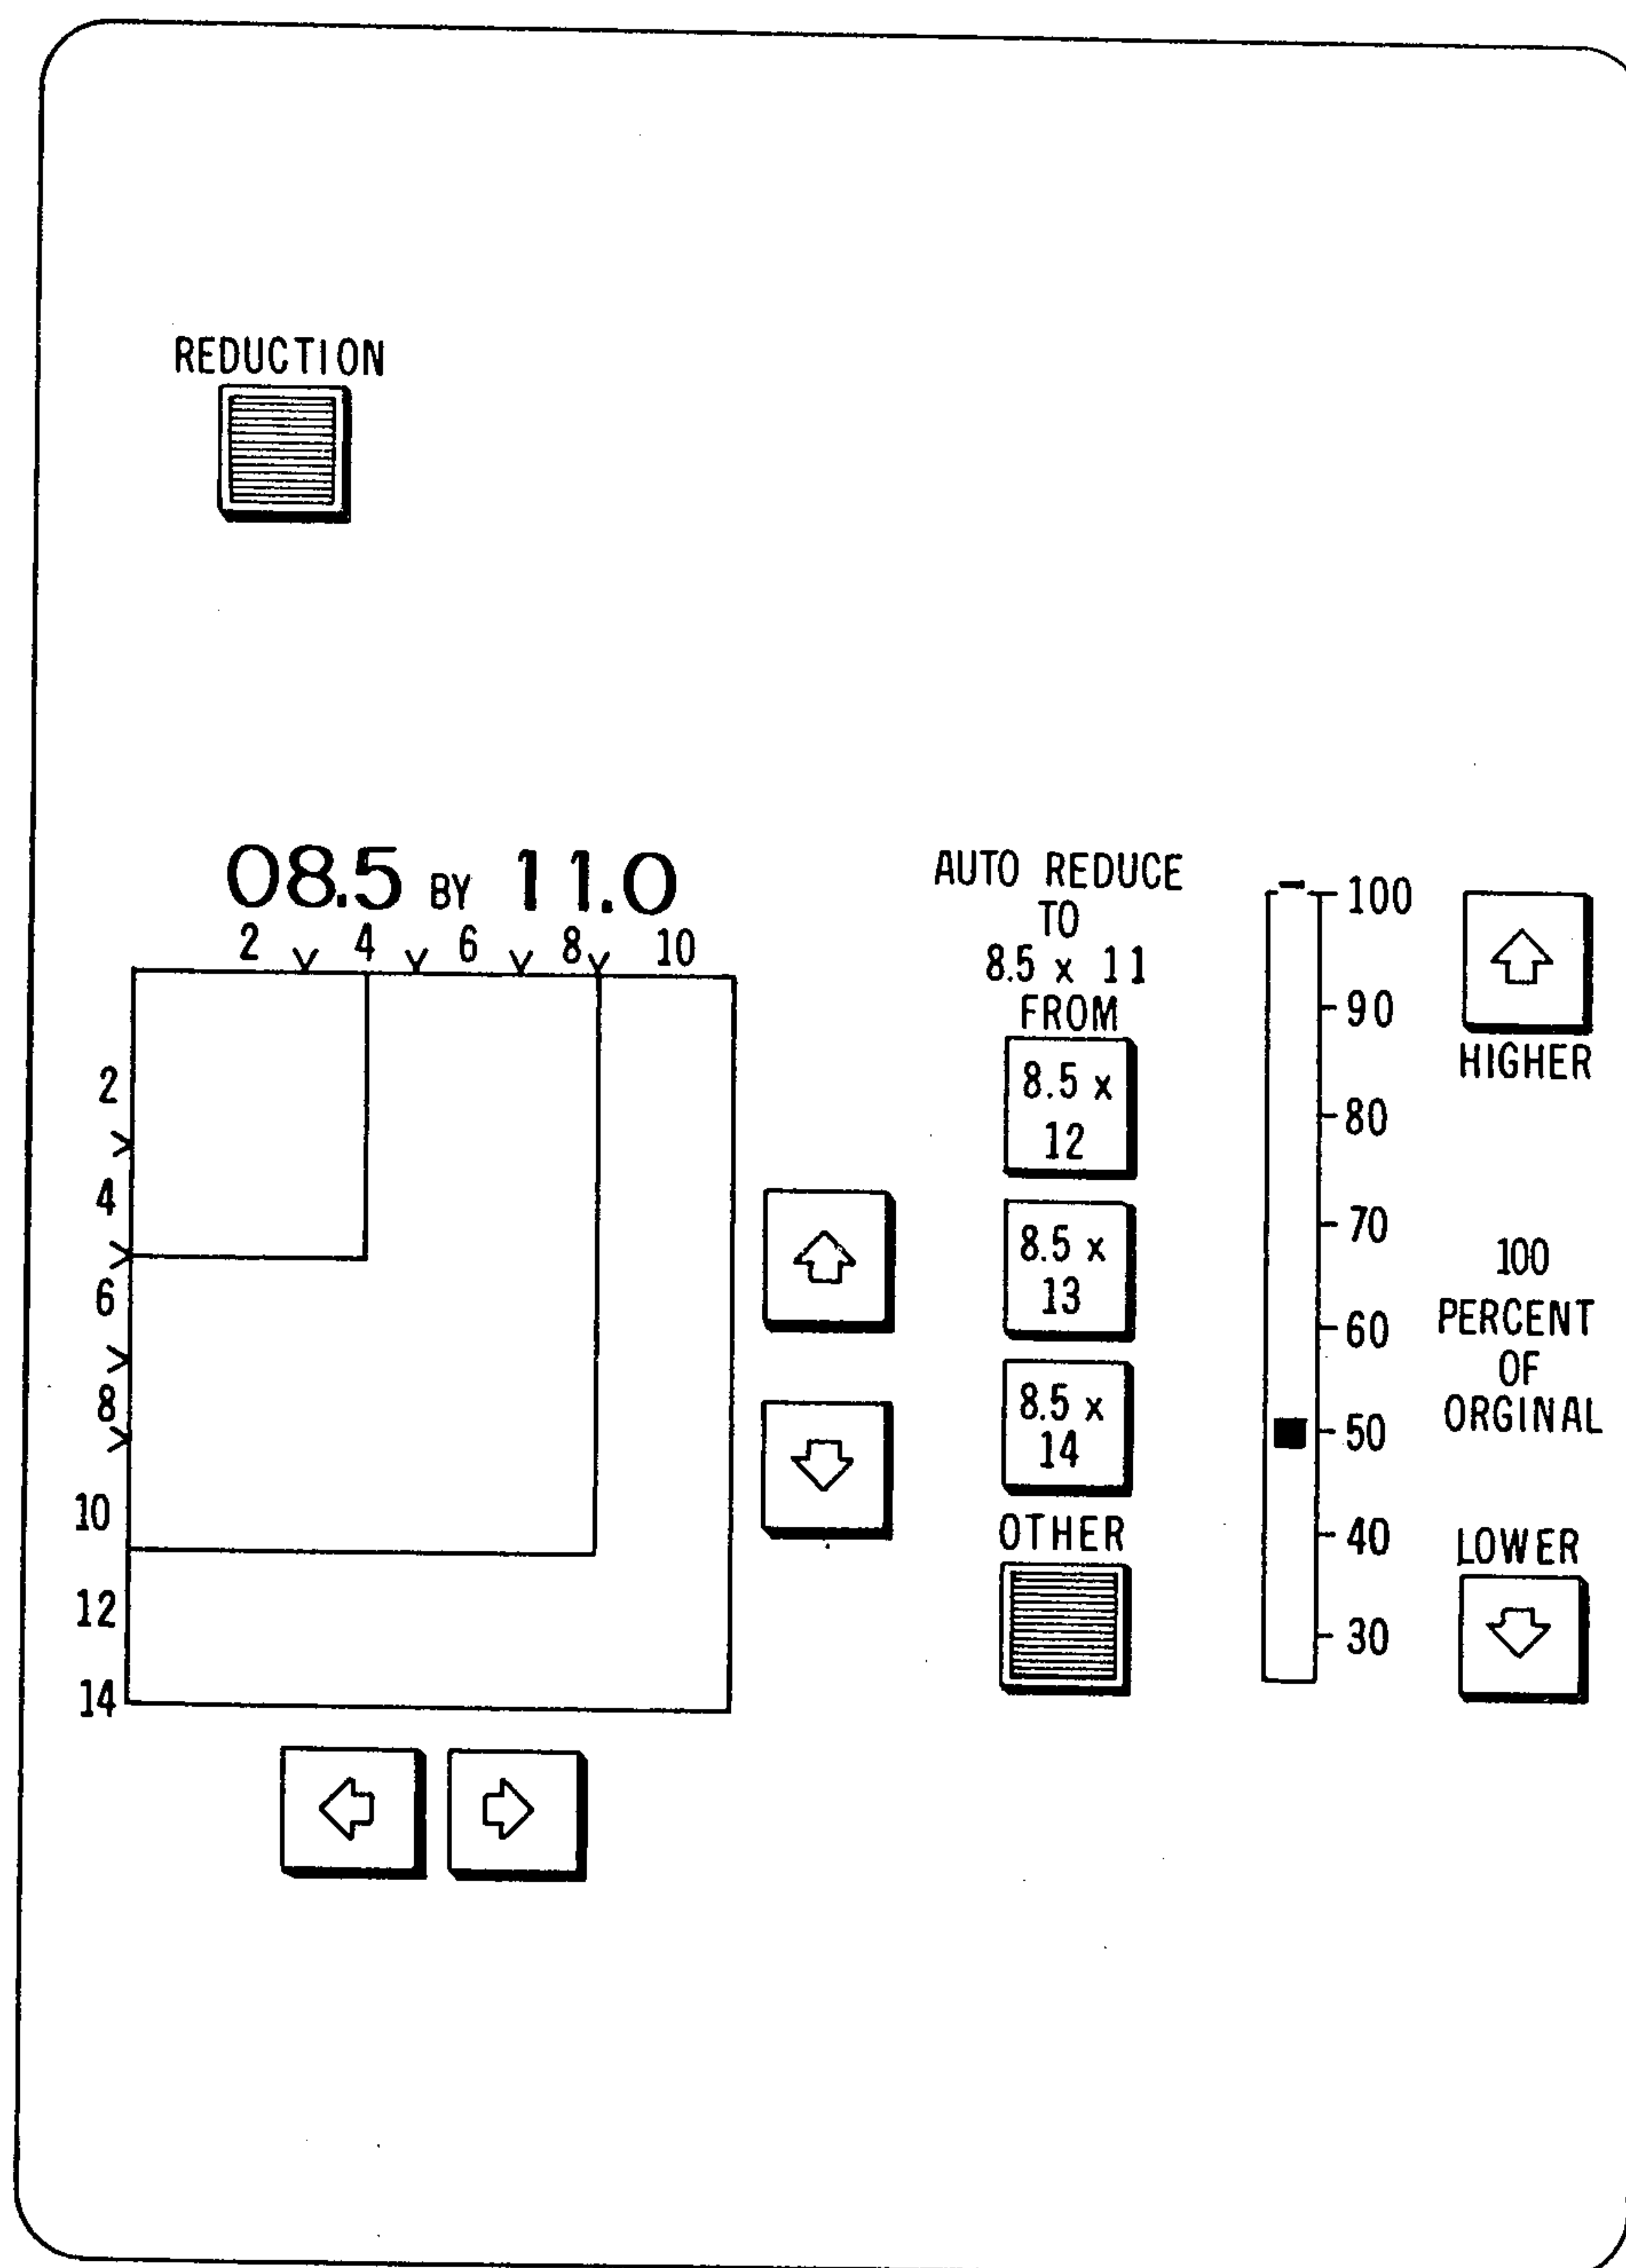 REDUCTION
08.5 BY 11.0
2 4 6 8 10
2
4
6
8
10
12
14
AUTO REDUCE
TO
8.5 x 11
FROM
8.5 x
12
8.5 x
13
8.5 x
14
OTHER
100
90
80
70
60
50
40
30
HIGHER
100
PERCENT
OF
ORGINAL
LOWER